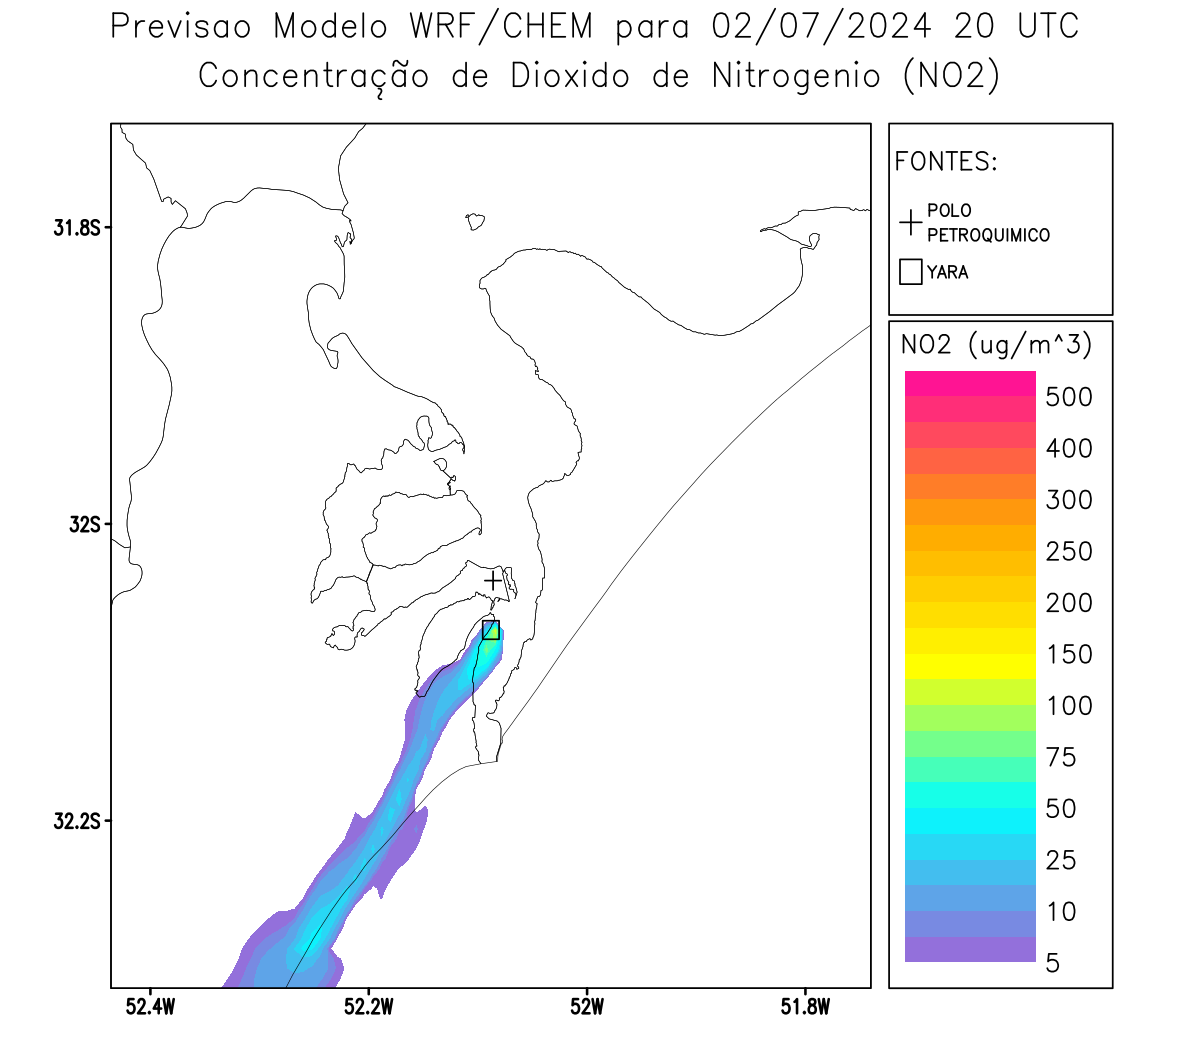 Previsao Modelo WRF/CHEM para 02/07/2024 20 UTC
Concentração de Dioxido de Nitrogenio (NO2)
FONTES:
POLO
PETROQUIMICO
YARA
NO2 (ug/m^3)
500
400
300
250
200
150
100
75
50
25
10
5
31.8S
32S
32.2S
52.4W
52.2W
52W
51.8W